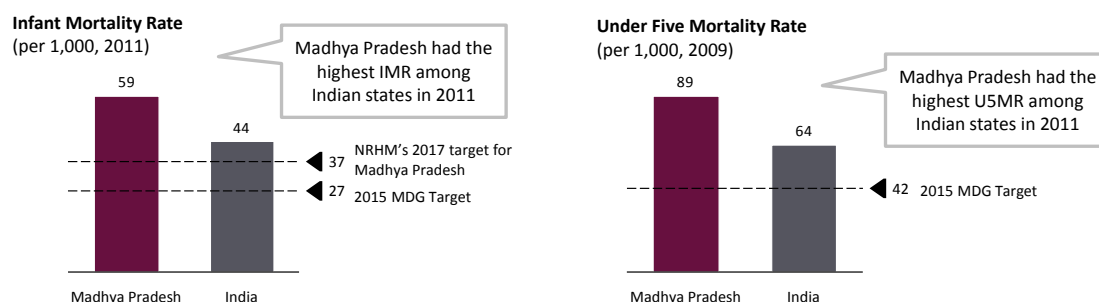 Infant Mortality Rate
(per 1,000, 2011)
Madhya Pradesh had the
highest IMR among
Indian states in 2011
59
44
37
NRHM's 2017 target for
Madhya Pradesh
27
2015 MDG Target
Madhya Pradesh
India
Under Five Mortality Rate
(per 1,000, 2009)
Madhya Pradesh had the
highest U5MR among
Indian states in 2011
89
64
42 2015 MDG Target
Madhya Pradesh
India